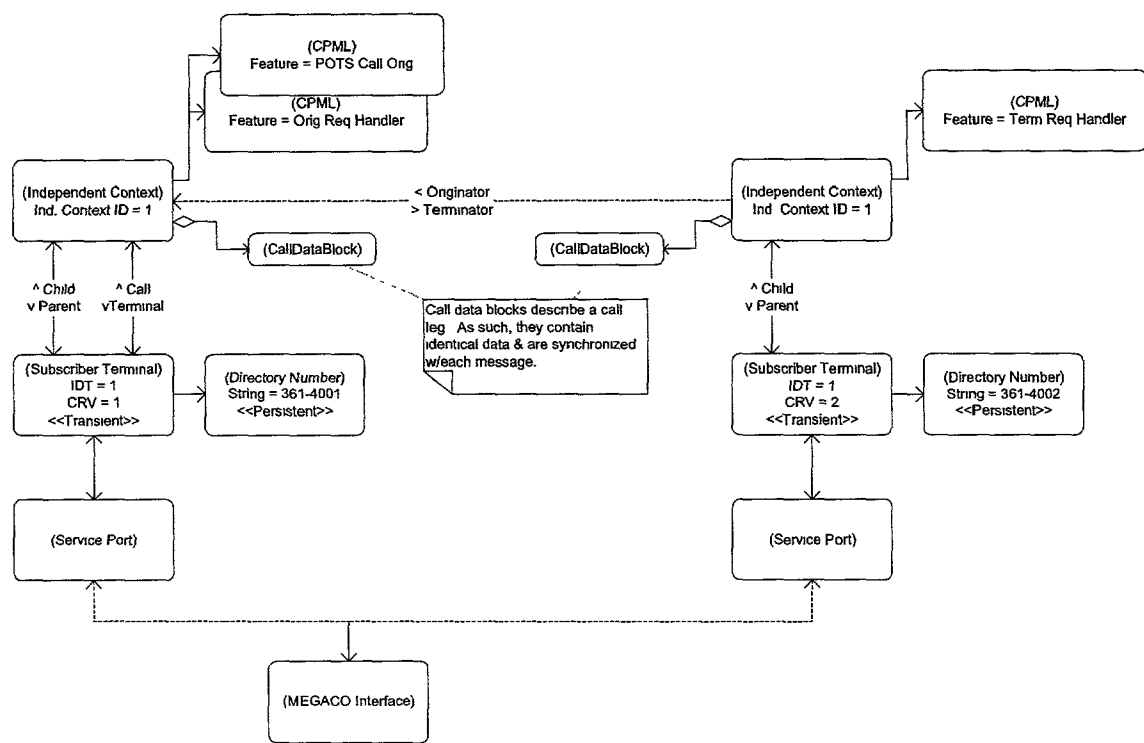 (CPML)
Feature = POTS Call Ong
(CPML)
Feature = Orig Req Handler
(CPML)
Feature = Term Req Handler
(Independent Context)
Ind. Context ID = 1
< Originator
> Terminator
(Independent Context)
Ind Context ID = 1
(CallDataBlock)
(CallDataBlock)
^ Child
v Parent
^ Call
vTerminal
^ Child
v Parent
Call data blocks describe a call
leg As such, they contain
identical data & are synchronized
w/each message.
(Subscriber Terminal)
IDT = 1
CRV = 1
<<Transient>>
(Directory Number)
String = 361-4001
<<Persistent>>
(Subscriber Terminal)
IDT = 1
CRV = 2
<<Transient>>
(Directory Number)
String = 361-4002
<<Persistent>>
(Service Port)
(Service Port)
(MEGACO Interface)